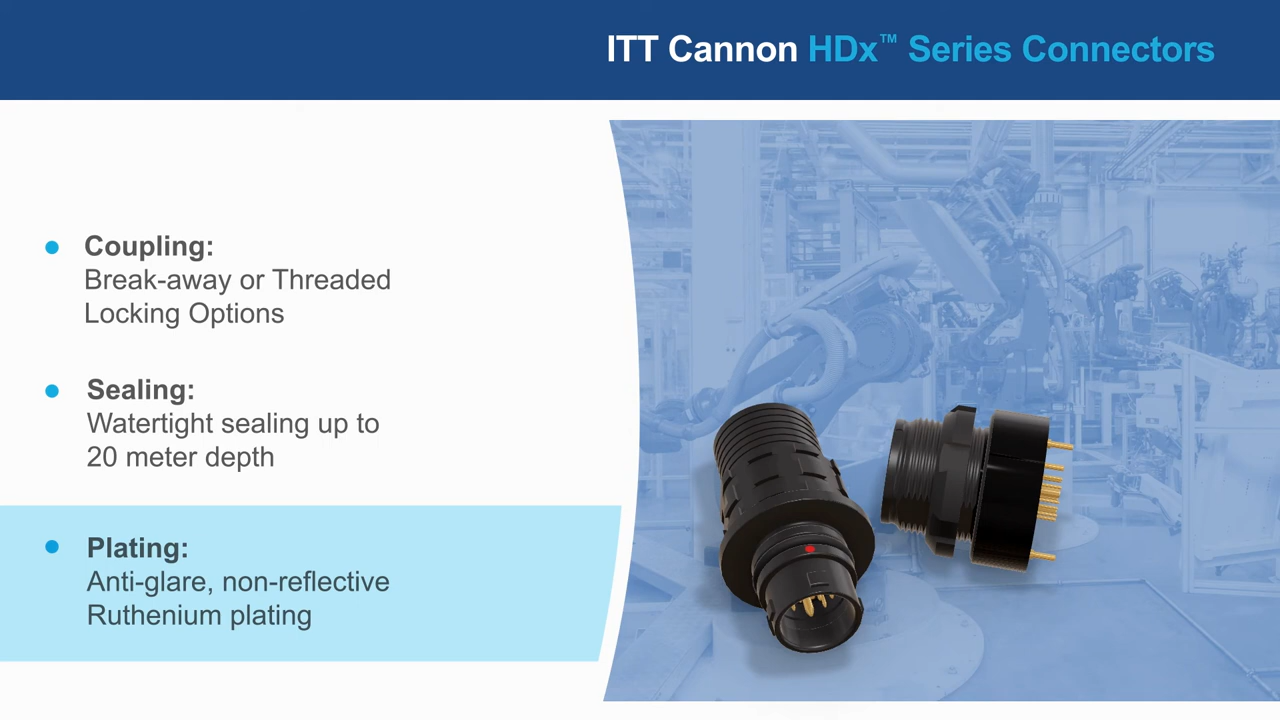 ITT Cannon HDx™ Series Connectors
Coupling:
Break-away or Threaded
Locking Options
Sealing:
Watertight sealing up to
20 meter depth
Plating:
Anti-glare, non-reflective
Ruthenium plating